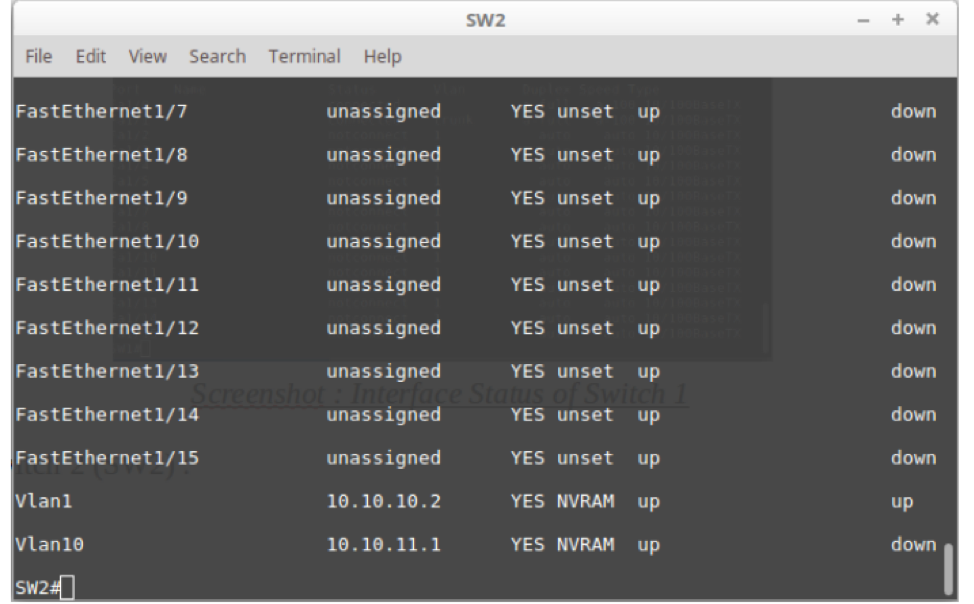 SW2
File Edit View Search Terminal Help
FastEthernet1/7 unassigned YES unset up down
FastEthernet1/8 unassigned YES unset up down
FastEthernet1/9 unassigned YES unset up down
FastEthernet1/10 unassigned YES unset up down
FastEthernet1/11 unassigned YES unset up down
FastEthernet1/12 unassigned YES unset up down
FastEthernet1/13 unassigned YES unset up down
Screenshot : Interface Status of Switch 1
FastEthernet1/14 unassigned YES unset up down
FastEthernet1/15 unassigned YES unset up down
Vlan1 10.10.10.2 YES NVRAM up up
Vlan10 10.10.11.1 YES NVRAM up down
SW2#